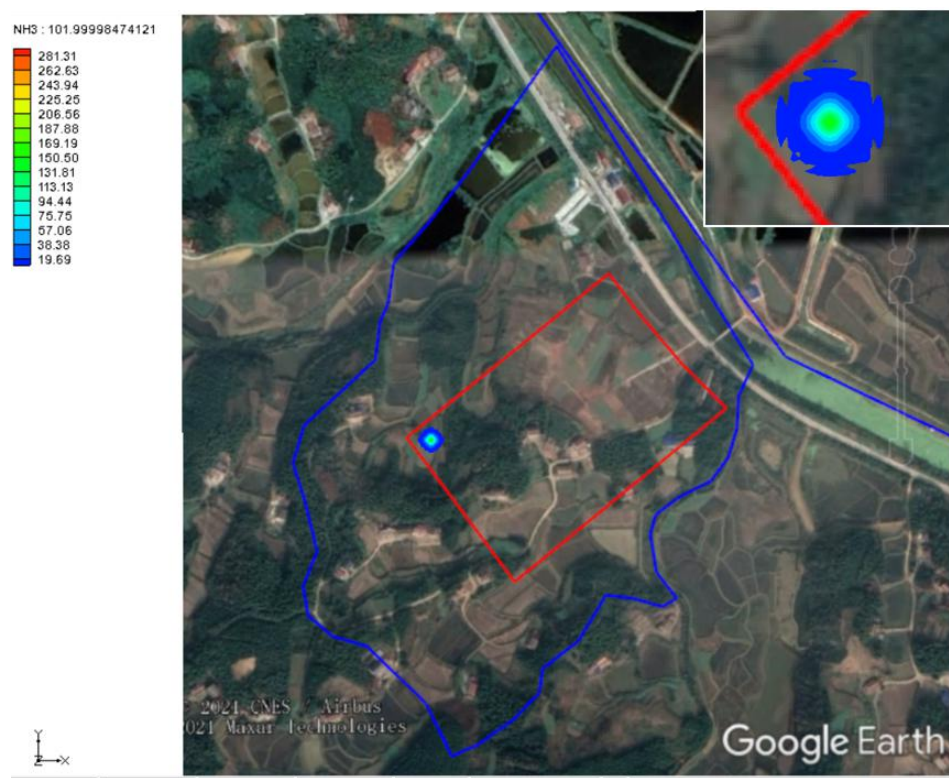 NH3 : 101.99998474121
281.31
262.63
243.94
225.25
206.56
187.88
169.19
150.50
131.81
113.13
94.44
75.75
57.06
38.38
19.69
2021 CNES / Airbus
2021 Maxar Technologies
Google Earth
Y
Z
X